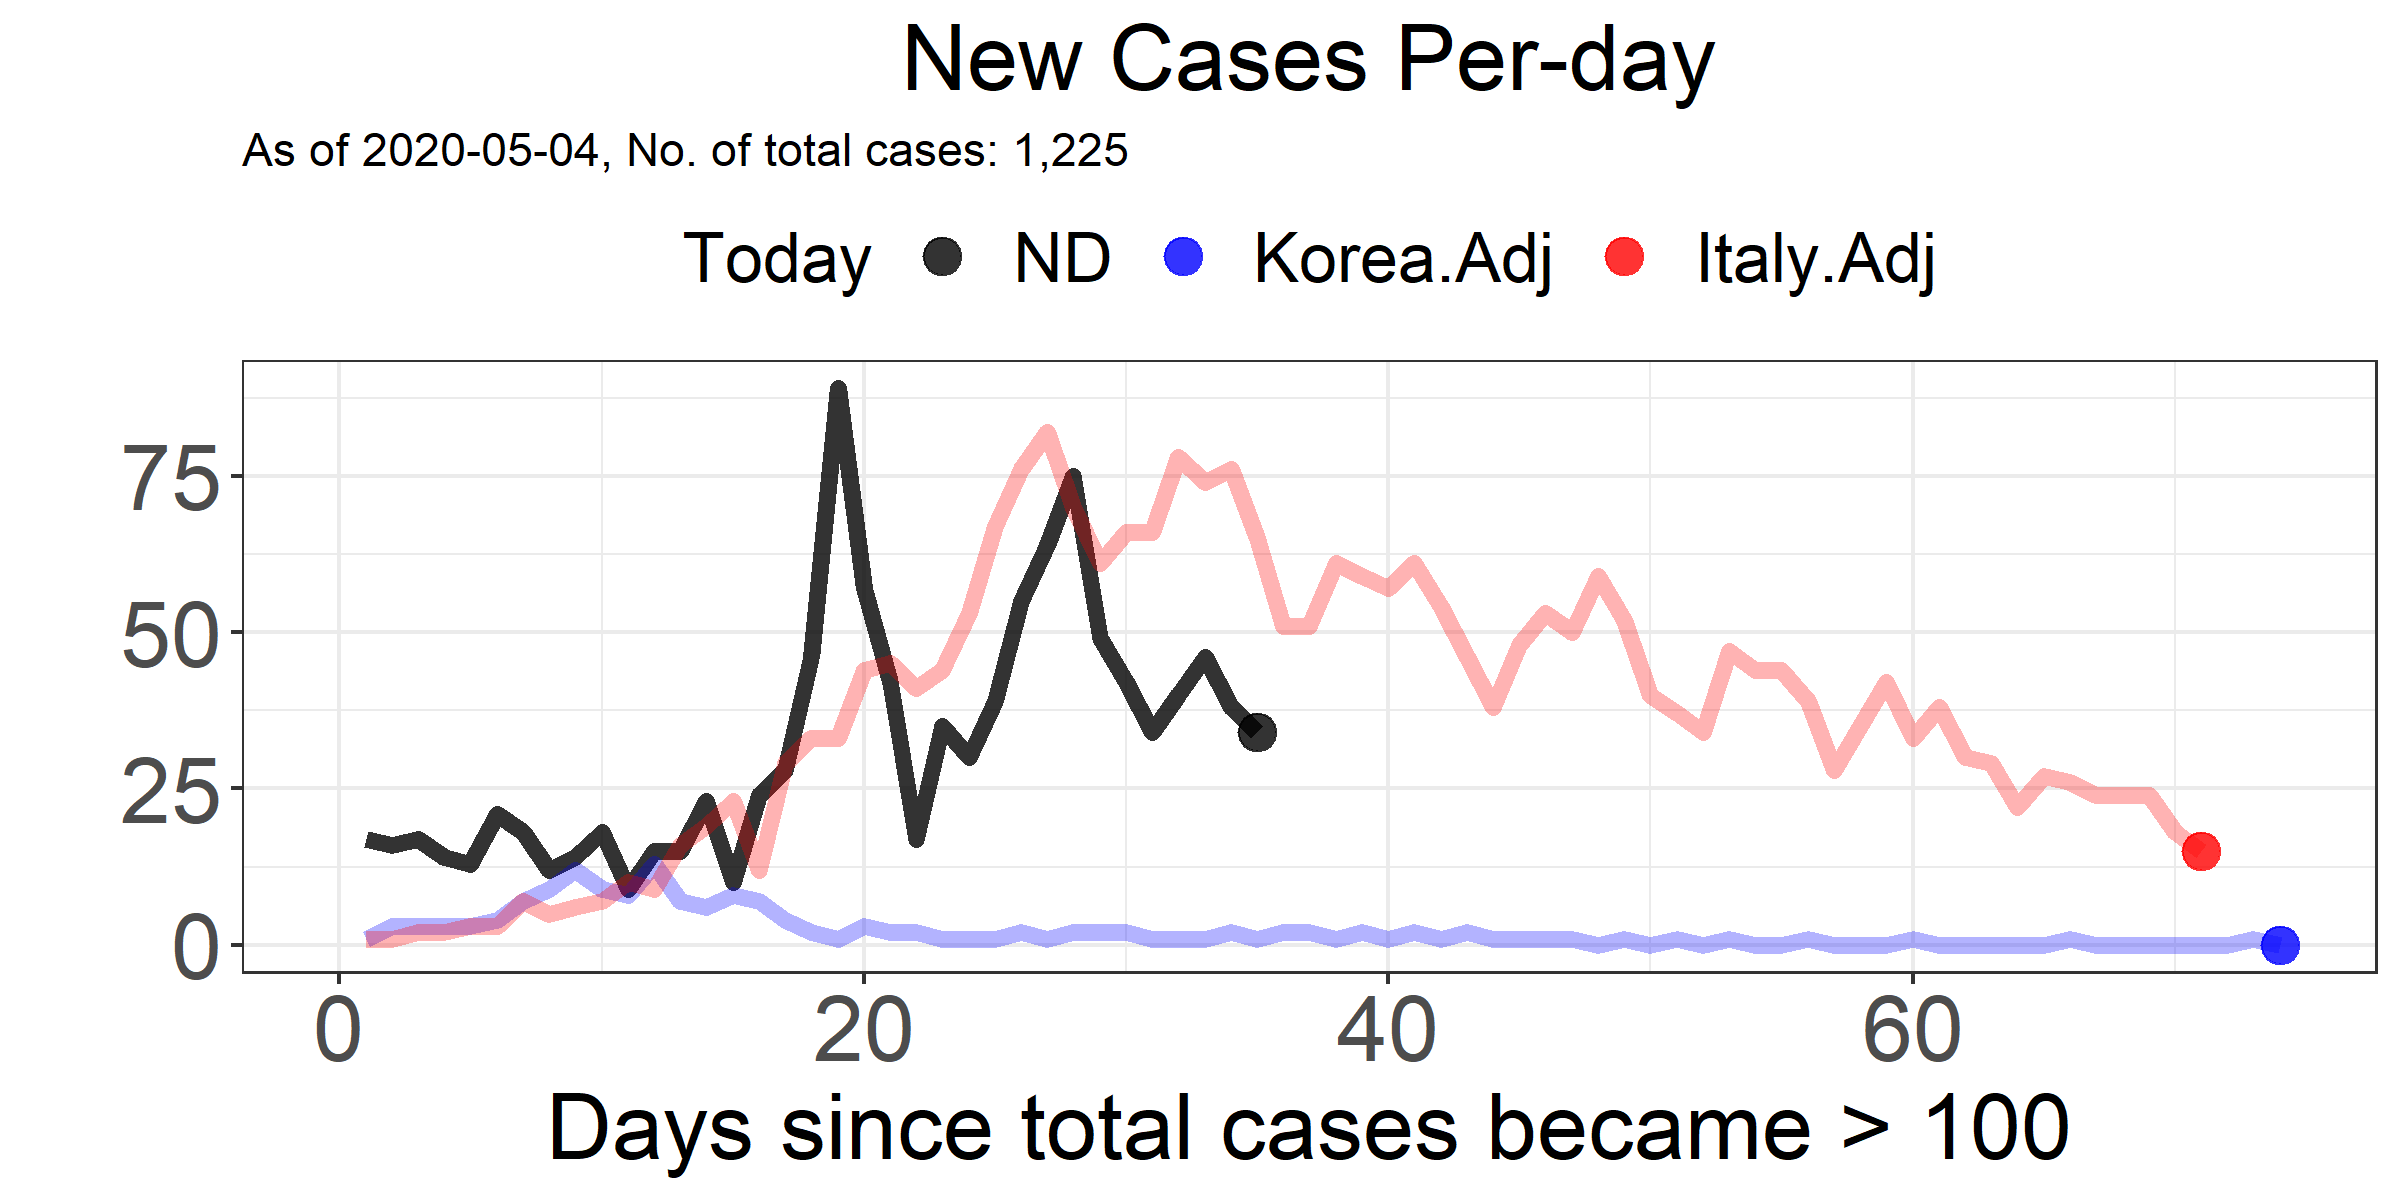 New Cases Per-day
As of 2020-05-04, No. of total cases: 1,225
Today ND Korea.Adj Italy.Adj
75
50
25
0
0 20 40 60
Days since total cases became > 100